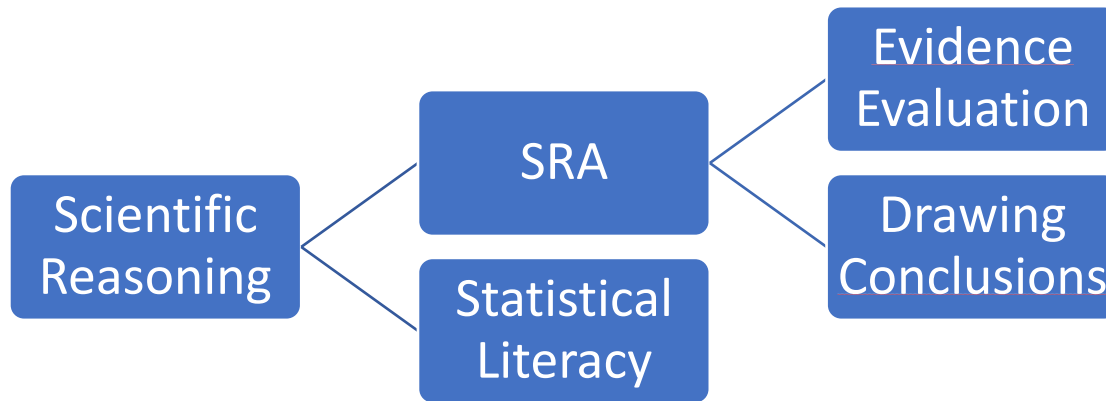 Scientific
Reasoning
SRA
Statistical
Literacy
Evidence
Evaluation
Drawing
Conclusions